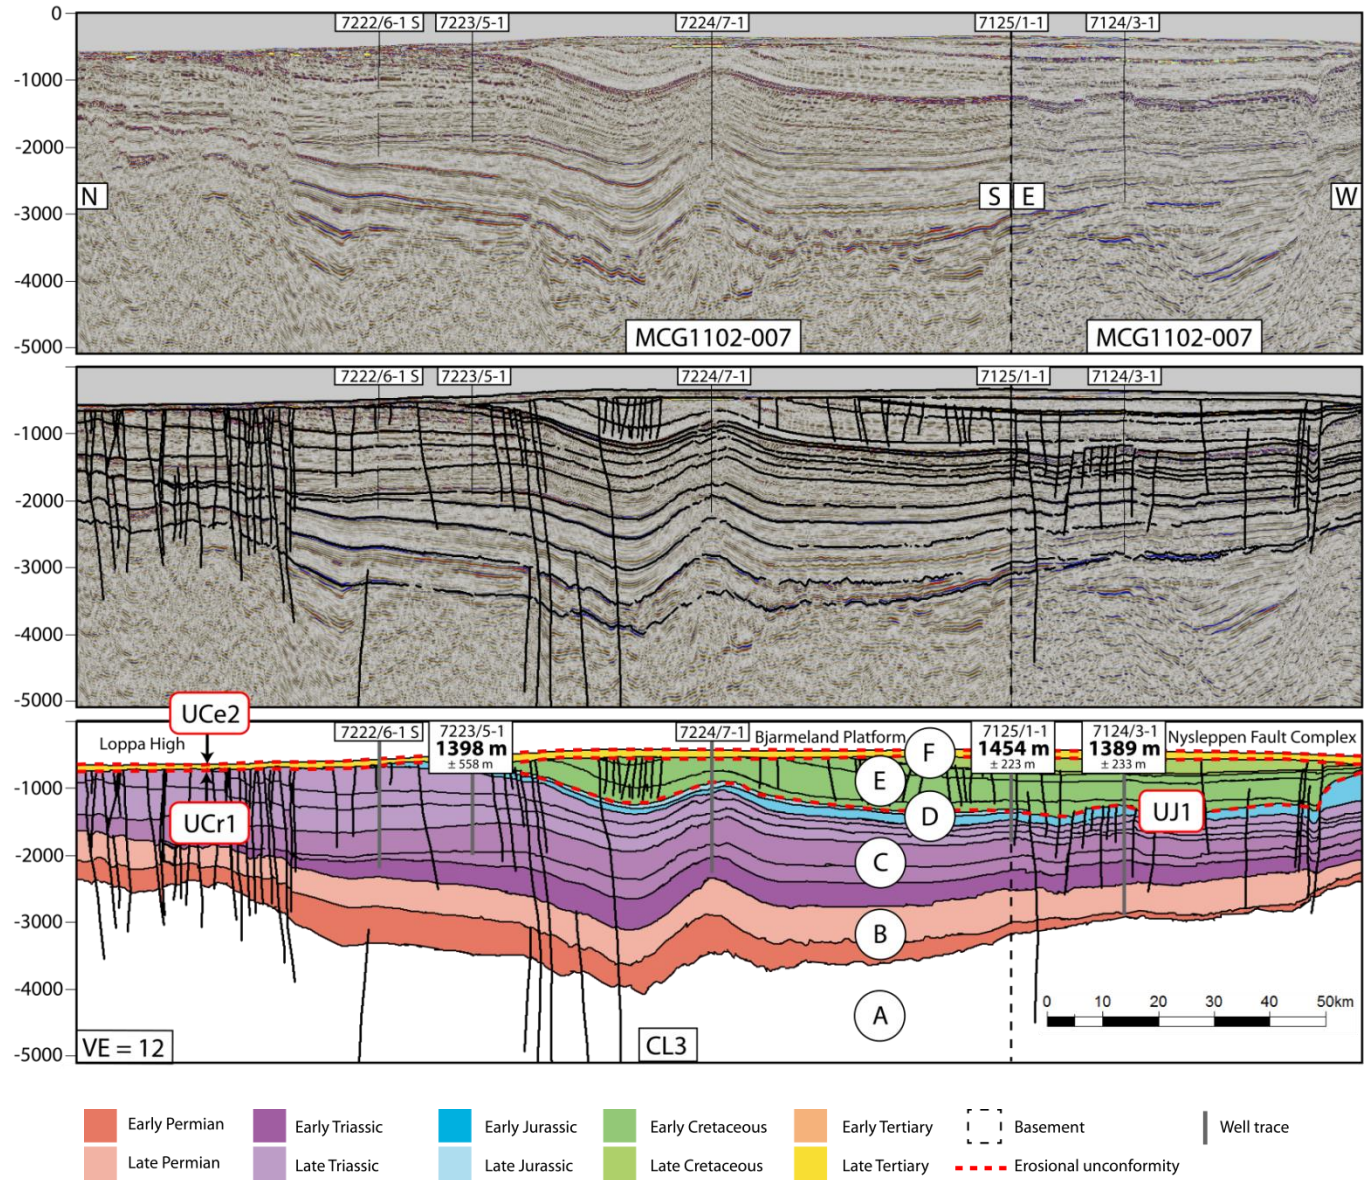 0
7222/6-1 S 7223/5-1 7224/7-1 7125/1-1 7124/3-1
-1000
-2000
N S E W
-3000
-4000
MCG1102-007 MCG1102-007
-5000
7222/6-1 S 7223/5-1 7224/7-1 7125/1-1 7124/3-1
-1000
-2000
-3000
-4000
-5000
UCe2
7222/6-1 S 7223/5-1 7224/7-1 7125/1-1 7124/3-1
Loppa High 1398 m Bjarmeland Platform 1454 m 1389 m Nysleppen Fault Complex
± 558 m ± 223 m ± 233 m
F
-1000
E
UCr1 D UJ1
-2000
C
-3000
B
-4000
A
0 10 20 30 40 50km
-5000
VE = 12 CL3
Early Permian Early Triassic Early Jurassic Early Cretaceous Early Tertiary Basement Well trace
Late Permian Late Triassic Late Jurassic Late Cretaceous Late Tertiary Erosional unconformity